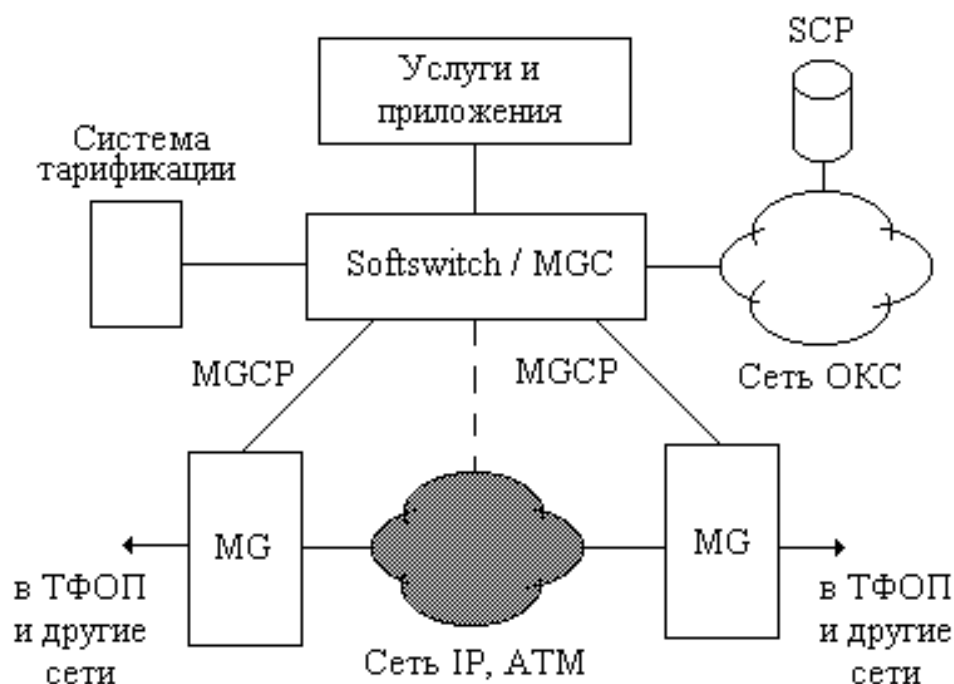 SCP
Услуги и
приложения
Система
тарификации
Softswitch / MGC
MGCP
MGCP
Сеть ОКС
MG
MG
в ТФОП
и другие
сети
Сеть IP, ATM
в ТФОП
и другие
сети